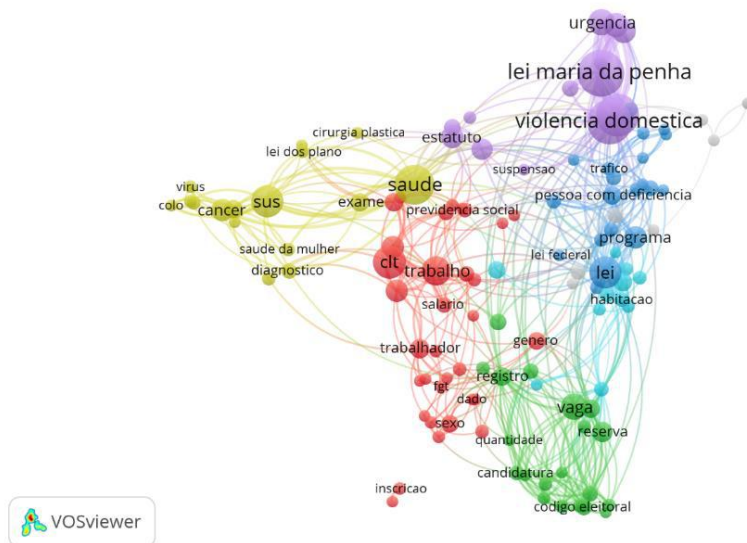 urgencia
lei maria da penha
violencia domestica
cirurgia plastica
estatuto
lei dos plano
suspensao
trafico
saude
virus
sus
exame
pessoa com deficiencia
colo
cancer
previdencia social
programa
saude da mulher
lei federal
clt
trabalho
diagnostico
lei
salario
habitacao
trabalhador
genero
fgt
registro
dado
vaga
sexo
reserva
quantidade
candidatura
inscricao
codigo eleitoral
VOSviewer